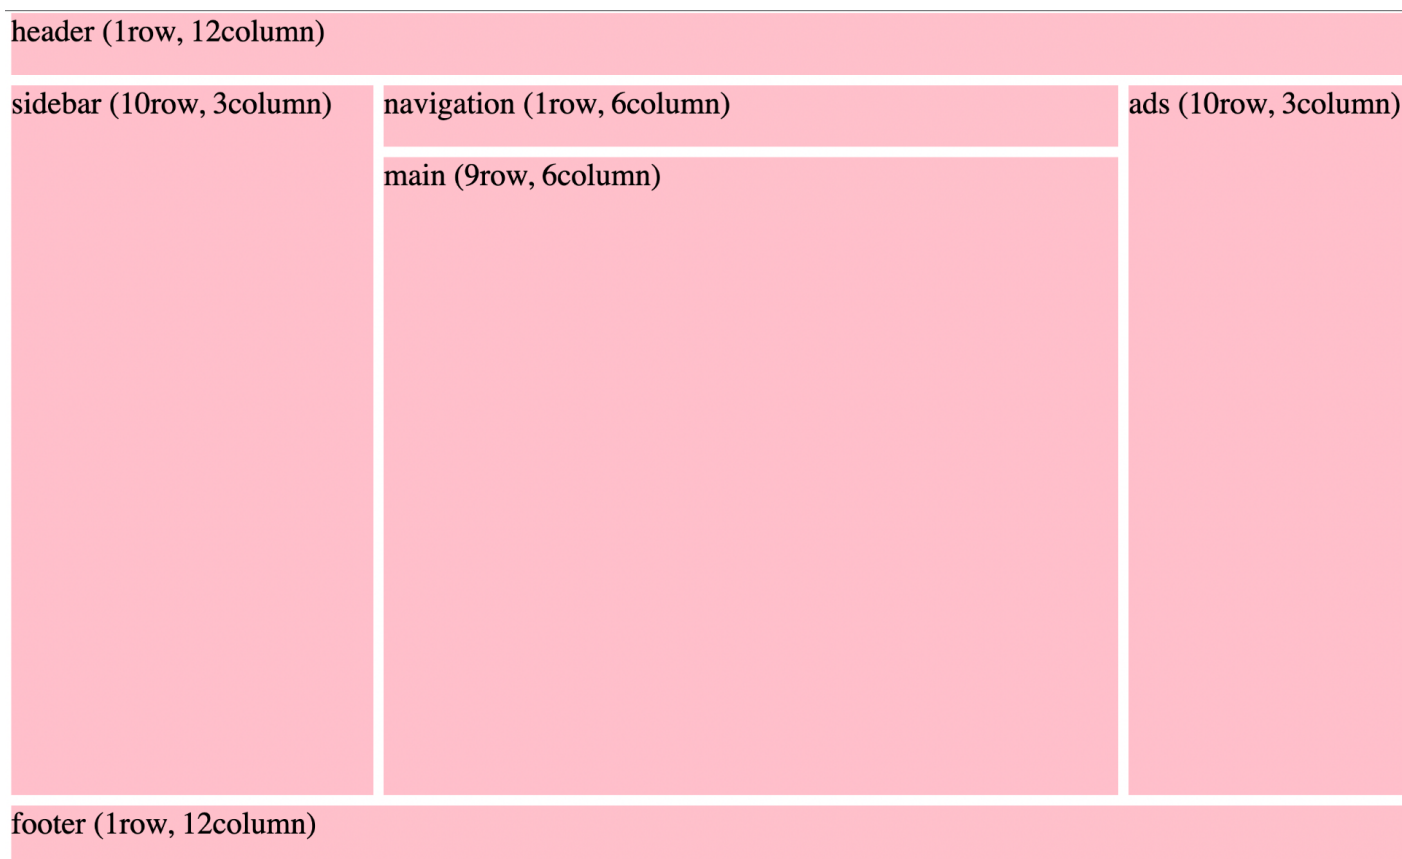 header (1row, 12column)
sidebar (10row, 3column)
navigation (1row, 6column)
ads (10row, 3column)
main (9row, 6column)
footer (1row, 12column)